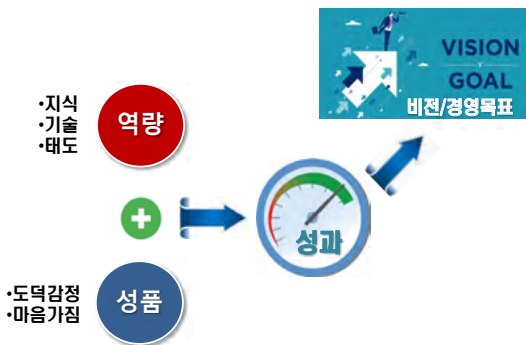 VISION
GOAL
비전/경영목표
•지식
•기술
•태도
역량
성과
•도덕감정
•마음가짐
성품